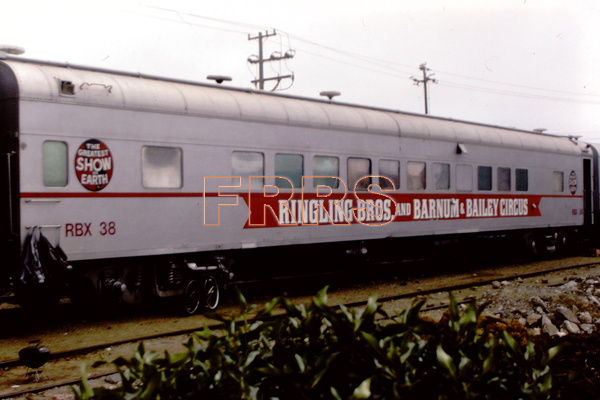 THE
GREATEST
SHOW
ON
EARTH
RBX 38
FRRS
RINGLING BROS. AND BARNUM & BAILEY CIRCUS